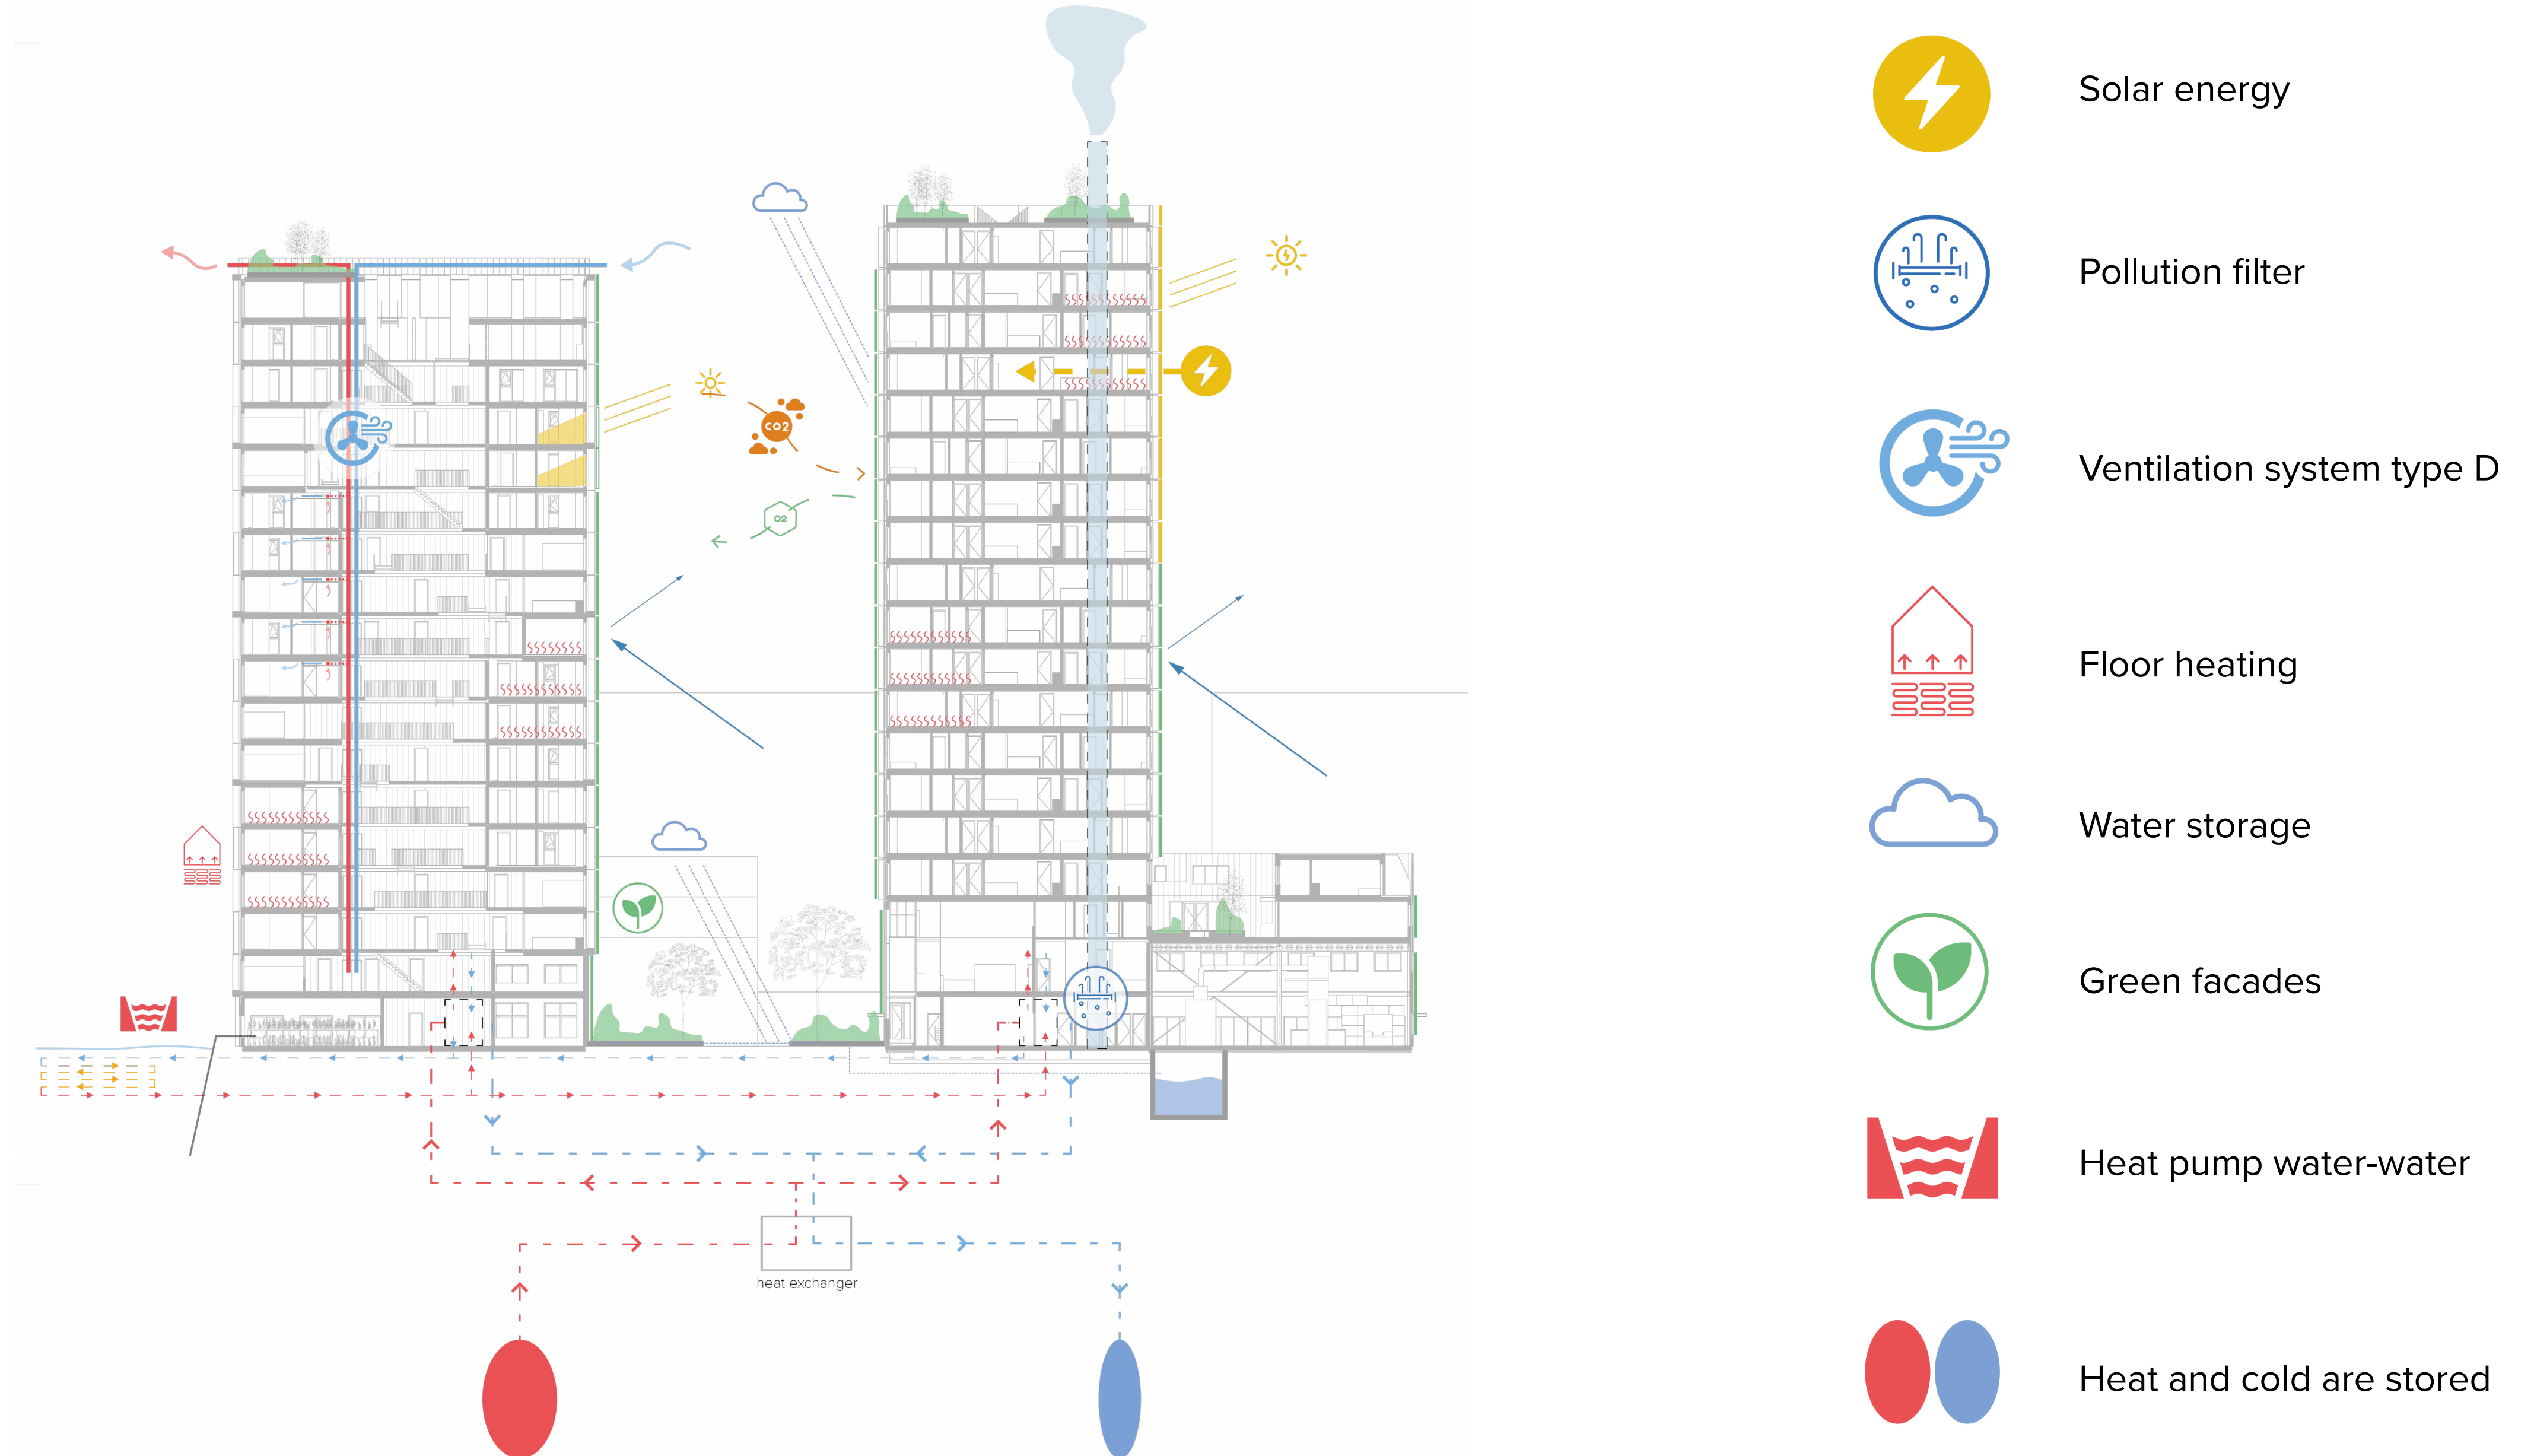 CO2
O2
heat exchanger
Solar energy
Pollution filter
Ventilation system type D
Floor heating
Water storage
Green facades
Heat pump water-water
Heat and cold are stored